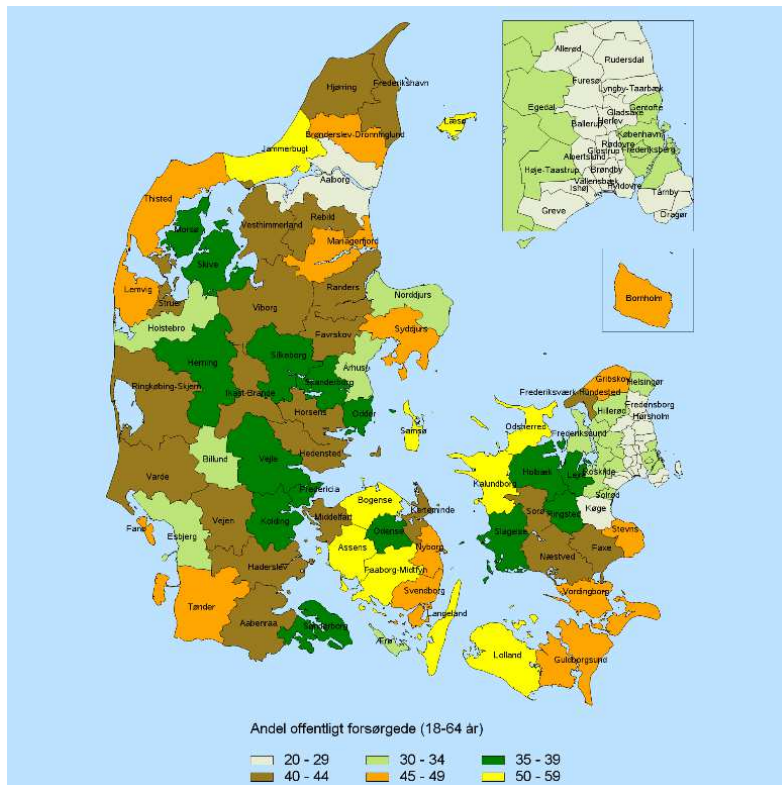 Hjørring
Frederikshavn
Læsø
Brønderslev-Dronninglund
Jammerbugt
Aalborg
Thisted
Morsø
Vesthimmerland
Rebild
Mariagerfjord
Skive
Lemvig
Struer
Viborg
Randers
Norddjurs
Holstebro
Favrskov
Syddjurs
Herning
Silkeborg
Århus
Skanderborg
Ringkøbing-Skjern
Ikast-Brande
Horsens
Odder
Samsø
Hedensted
Billund
Vejle
Varde
Fredericia
Vejen
Kolding
Fanø
Esbjerg
Haderslev
Tønder
Aabenraa
Sønderborg
Middelfart
Bogense
Kerteminde
Odense
Assens
Nyborg
Faaborg-Midtfyn
Svendborg
Langeland
Ærø
Allerød
Rudersdal
Furesø
Lyngby-Taarbæk
Egedal
Gentofte
Gladsaxe
Ballerup
Herlev
København
Rødovre
Glostrup
Frederiksberg
Albertslund
Høje-Taastrup
Brøndby
Vallensbæk
Ishøj
Hvidovre
Tårnby
Greve
Dragør
Bornholm
Gribskov
Helsingør
Frederiksværk-Hundested
Fredensborg
Hillerød
Hørsholm
Odsherred
Frederikssund
Holbæk
Lejre
Roskilde
Kalundborg
Solrød
Køge
Sorø
Ringsted
Slagelse
Stevns
Næstved
Faxe
Vordingborg
Lolland
Guldborgsund
Andel offentligt forsørgede (18-64 år)
20 - 29
30 - 34
35 - 39
40 - 44
45 - 49
50 - 59